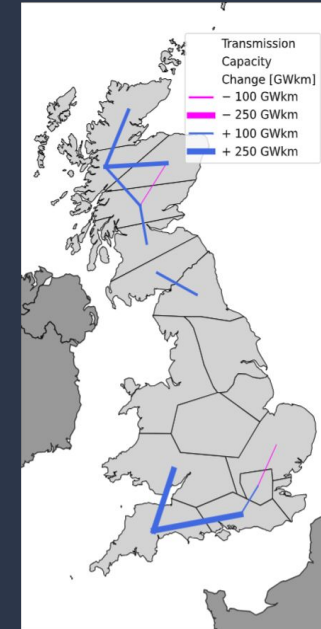 Transmission
Capacity
Change [GWkm]
− 100 GWkm
− 250 GWkm
+ 100 GWkm
+ 250 GWkm